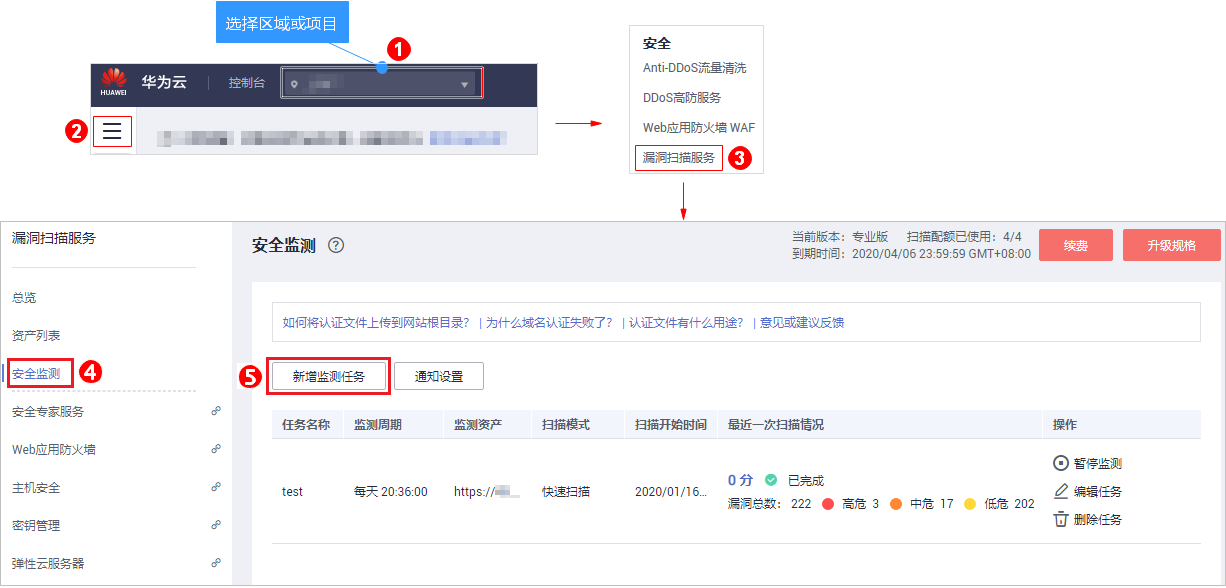 选择区域或项目
1
HUAWEI 华为云 控制台
2
安全
Anti-DDoS流量清洗
DDoS高防服务
Web应用防火墙 WAF
漏洞扫描服务 3
漏洞扫描服务
总览
资产列表
安全监测 4
安全专家服务
Web应用防火墙
主机安全
密钥管理
弹性云服务器
安全监测 ?
当前版本: 专业版 扫描配额已使用: 4/4
到期时间: 2020/04/06 23:59:59 GMT+08:00
续费 升级规格
如何将认证文件上传到网站根目录? | 为什么域名认证失败了? | 认证文件有什么用途? | 意见或建议反馈
5 新增监测任务 通知设置
任务名称 监测周期 监测资产 扫描模式 扫描开始时间 最近一次扫描情况 操作
test 每天 20:36:00 https:// 快速扫描 2020/01/16...
0 分 已完成
漏洞总数: 222 高危 3 中危 17 低危 202
暂停监测
编辑任务
删除任务